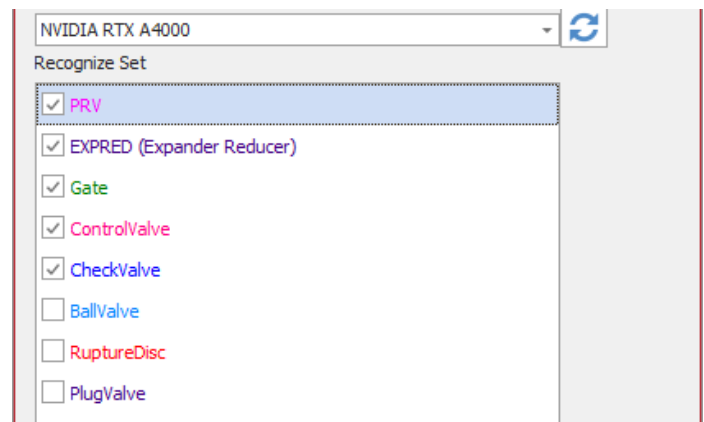 NVIDIA RTX A4000
Recognize Set
PRV
EXPRED (Expander Reducer)
Gate
ControlValve
CheckValve
BallValve
RuptureDisc
PlugValve